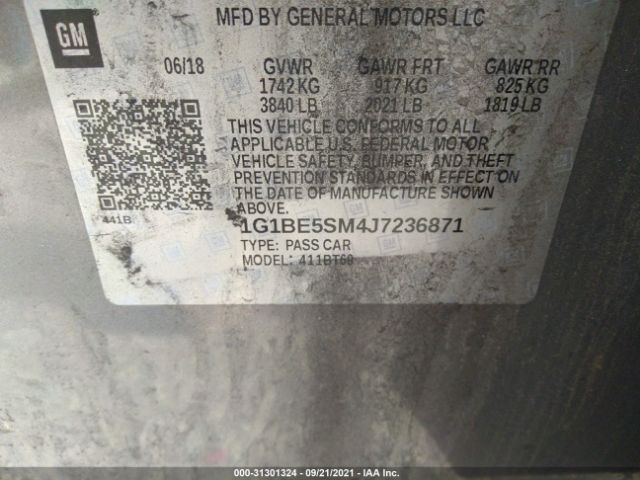 MFD BY GENERAL MOTORS LLC
GM
06/18 GVWR GAWR FRT GAWR RR
1742 KG 917 KG 825 KG
3840 LB 2021 LB 1819 LB
THIS VEHICLE CONFORMS TO ALL
APPLICABLE U.S. FEDERAL MOTOR
VEHICLE SAFETY, BUMPER, AND THEFT
PREVENTION STANDARDS IN EFFECT ON
THE DATE OF MANUFACTURE SHOWN
ABOVE.
441B
1G1BE5SM4J7236871
TYPE: PASS CAR
MODEL: 411BT69
000-31301324 - 09/21/2021 - IAA Inc.